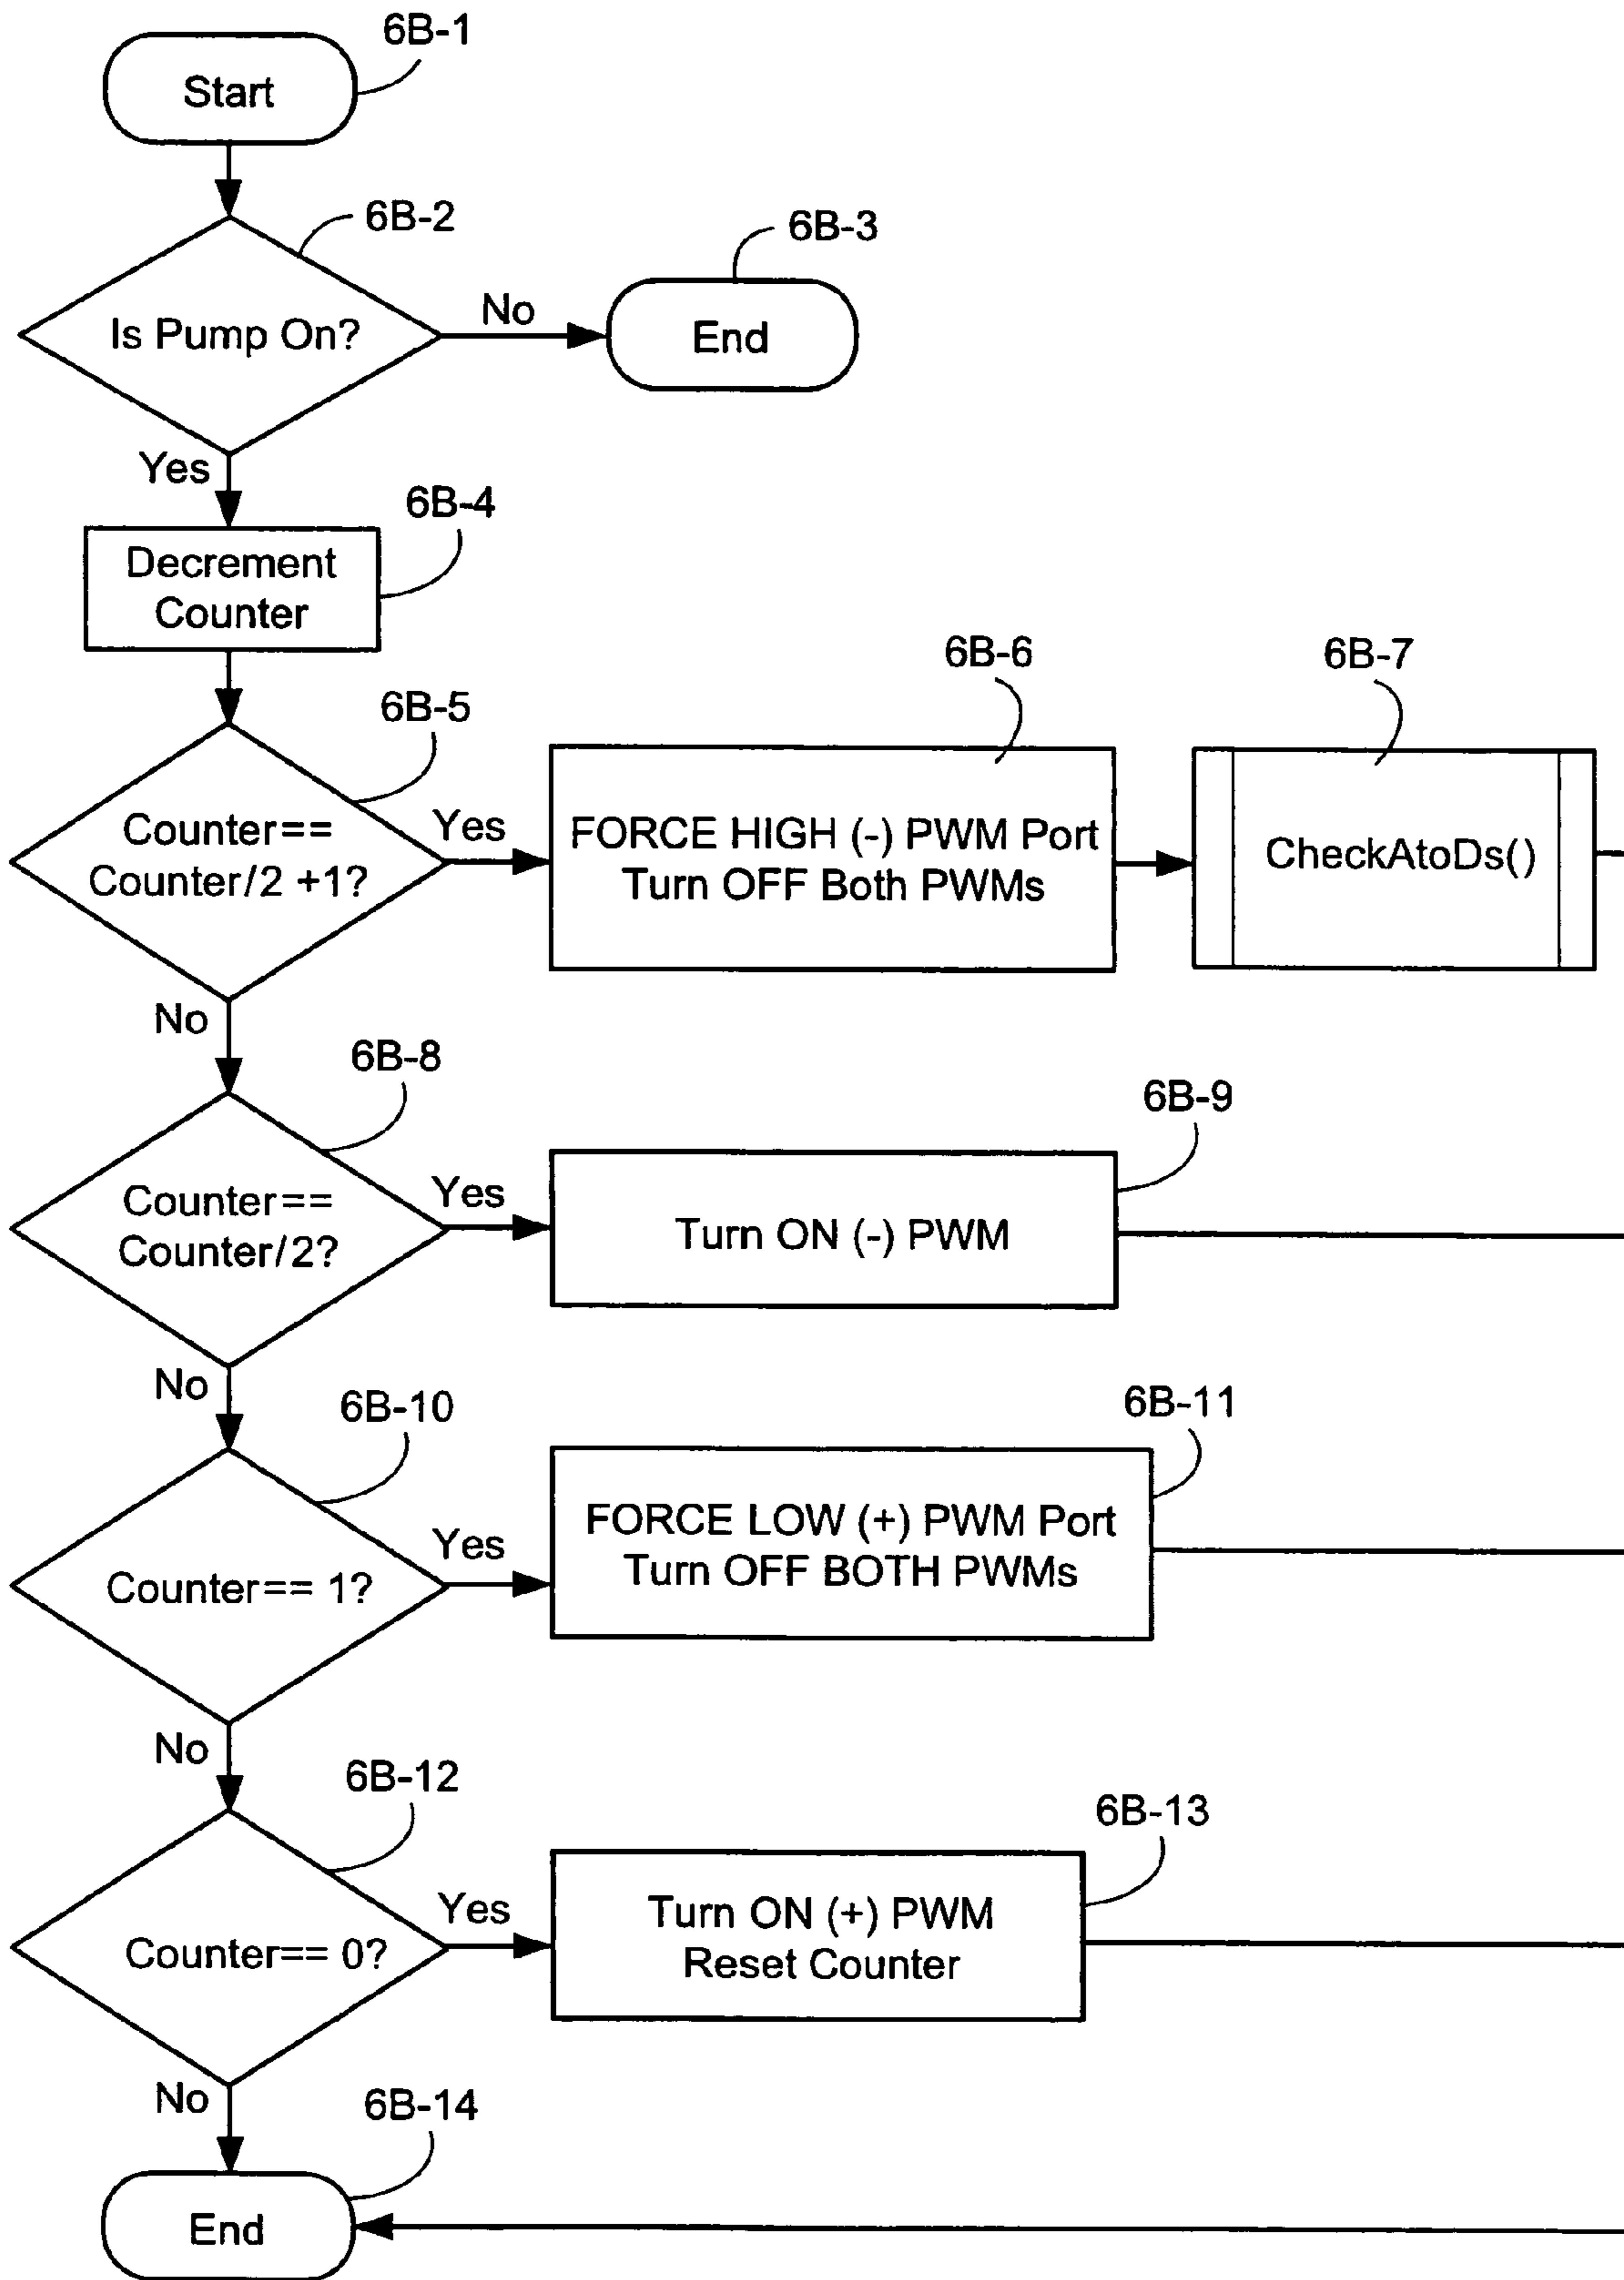 6B-1
Start
6B-2
6B-3
Is Pump On?
No
End
Yes
6B-4
Decrement
Counter
6B-5
6B-6
6B-7
Counter==
Counter/2 +1?
Yes
FORCE HIGH (-) PWM Port
Turn OFF Both PWMs
CheckAtoDs()
No
6B-8
6B-9
Counter==
Counter/2?
Yes
Turn ON (-) PWM
No
6B-10
6B-11
Counter== 1?
Yes
FORCE LOW (+) PWM Port
Turn OFF BOTH PWMs
No
6B-12
6B-13
Counter== 0?
Yes
Turn ON (+) PWM
Reset Counter
No
6B-14
End